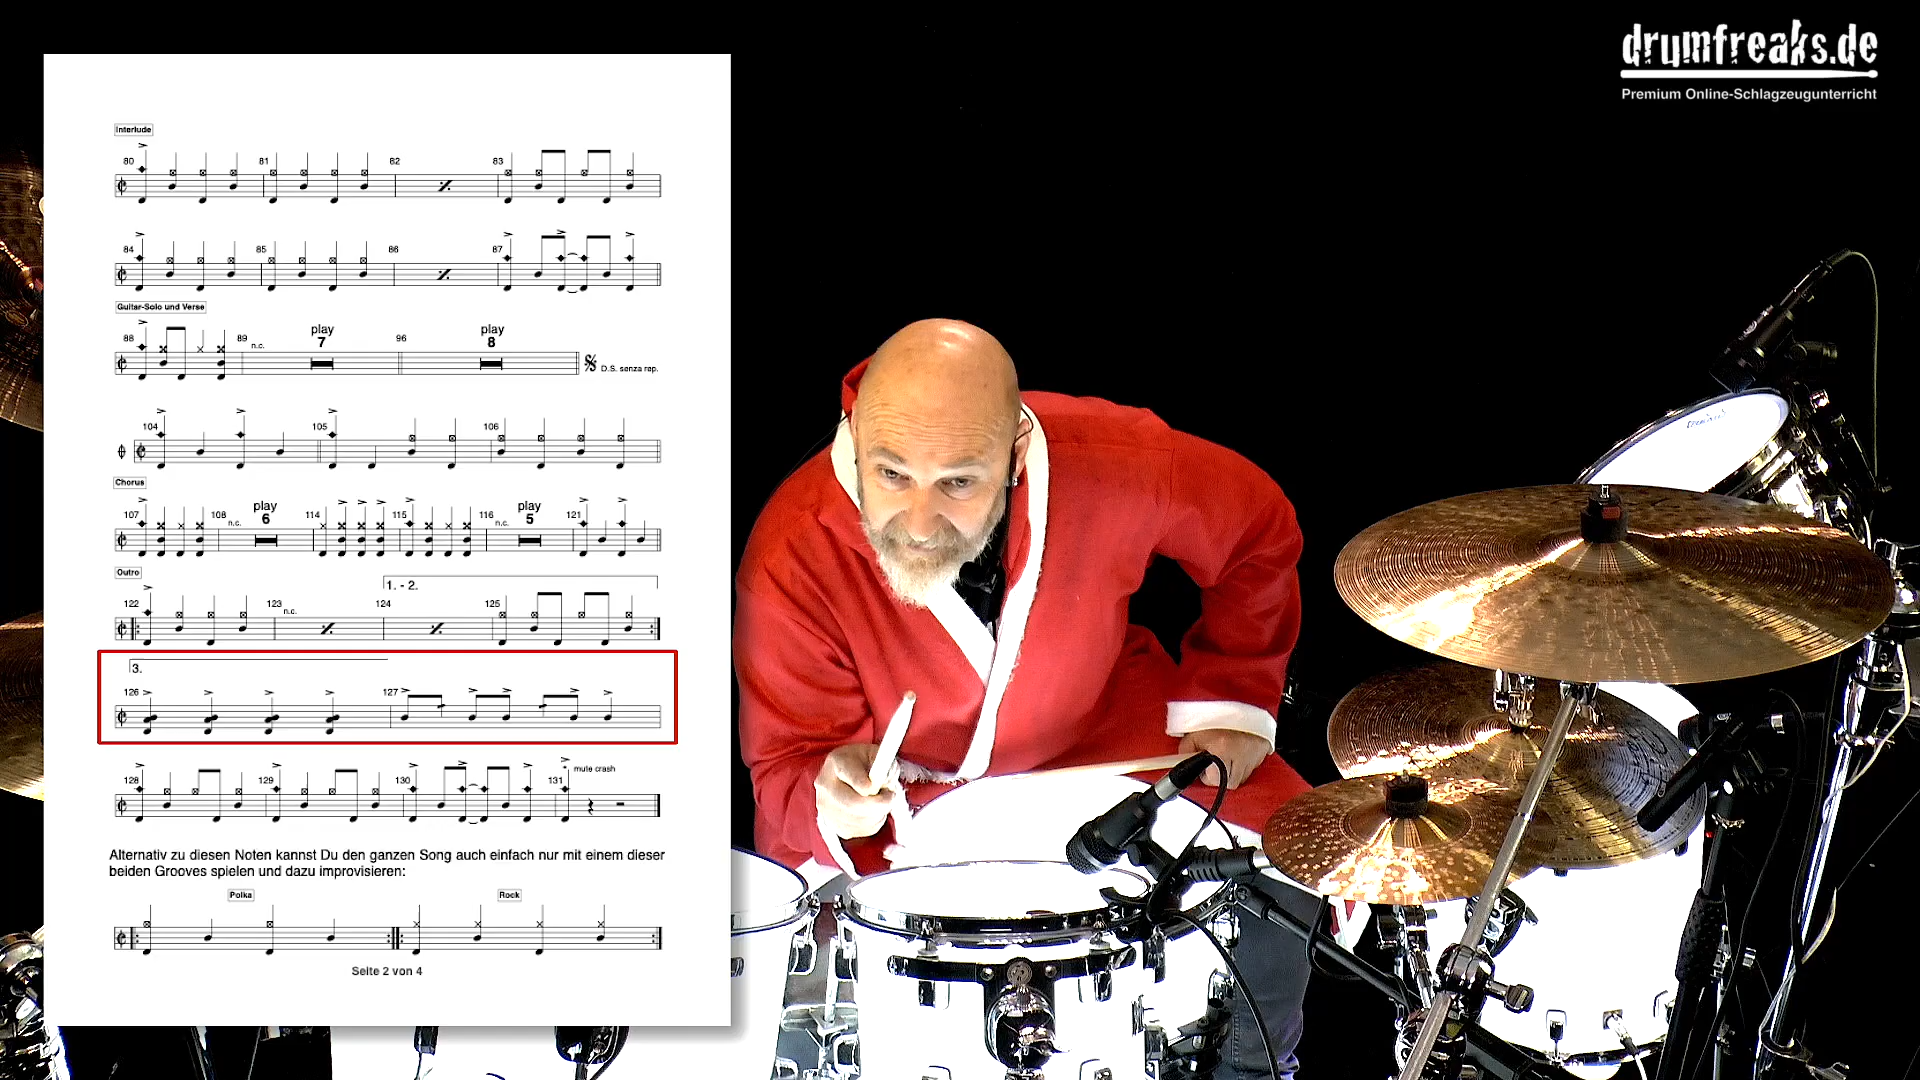 drumfreaks.de
Premium Online-Schlagzeugunterricht
Interlude
80 81 82 83
84 85 86 87
Guitar-Solo und Verse
88 89 n.c. play 7 96 play 8 D.S. senza rep.
104 105 106
Chorus
107 108 n.c. play 6 114 115 116 n.c. play 5 121
Outro
1. - 2.
122 123 n.c. 124 125
3.
126 127
128 129 130 131 mute crash
Alternativ zu diesen Noten kannst Du den ganzen Song auch einfach nur mit einem dieser
beiden Grooves spielen und dazu improvisieren:
Polka Rock
Seite 2 von 4